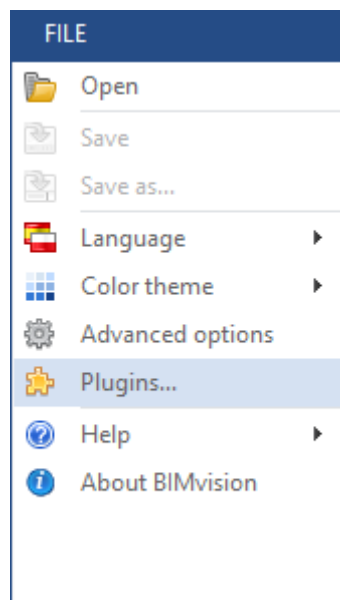 FILE
Open
Save
Save as...
Language
Color theme
Advanced options
Plugins...
Help
About BIMvision